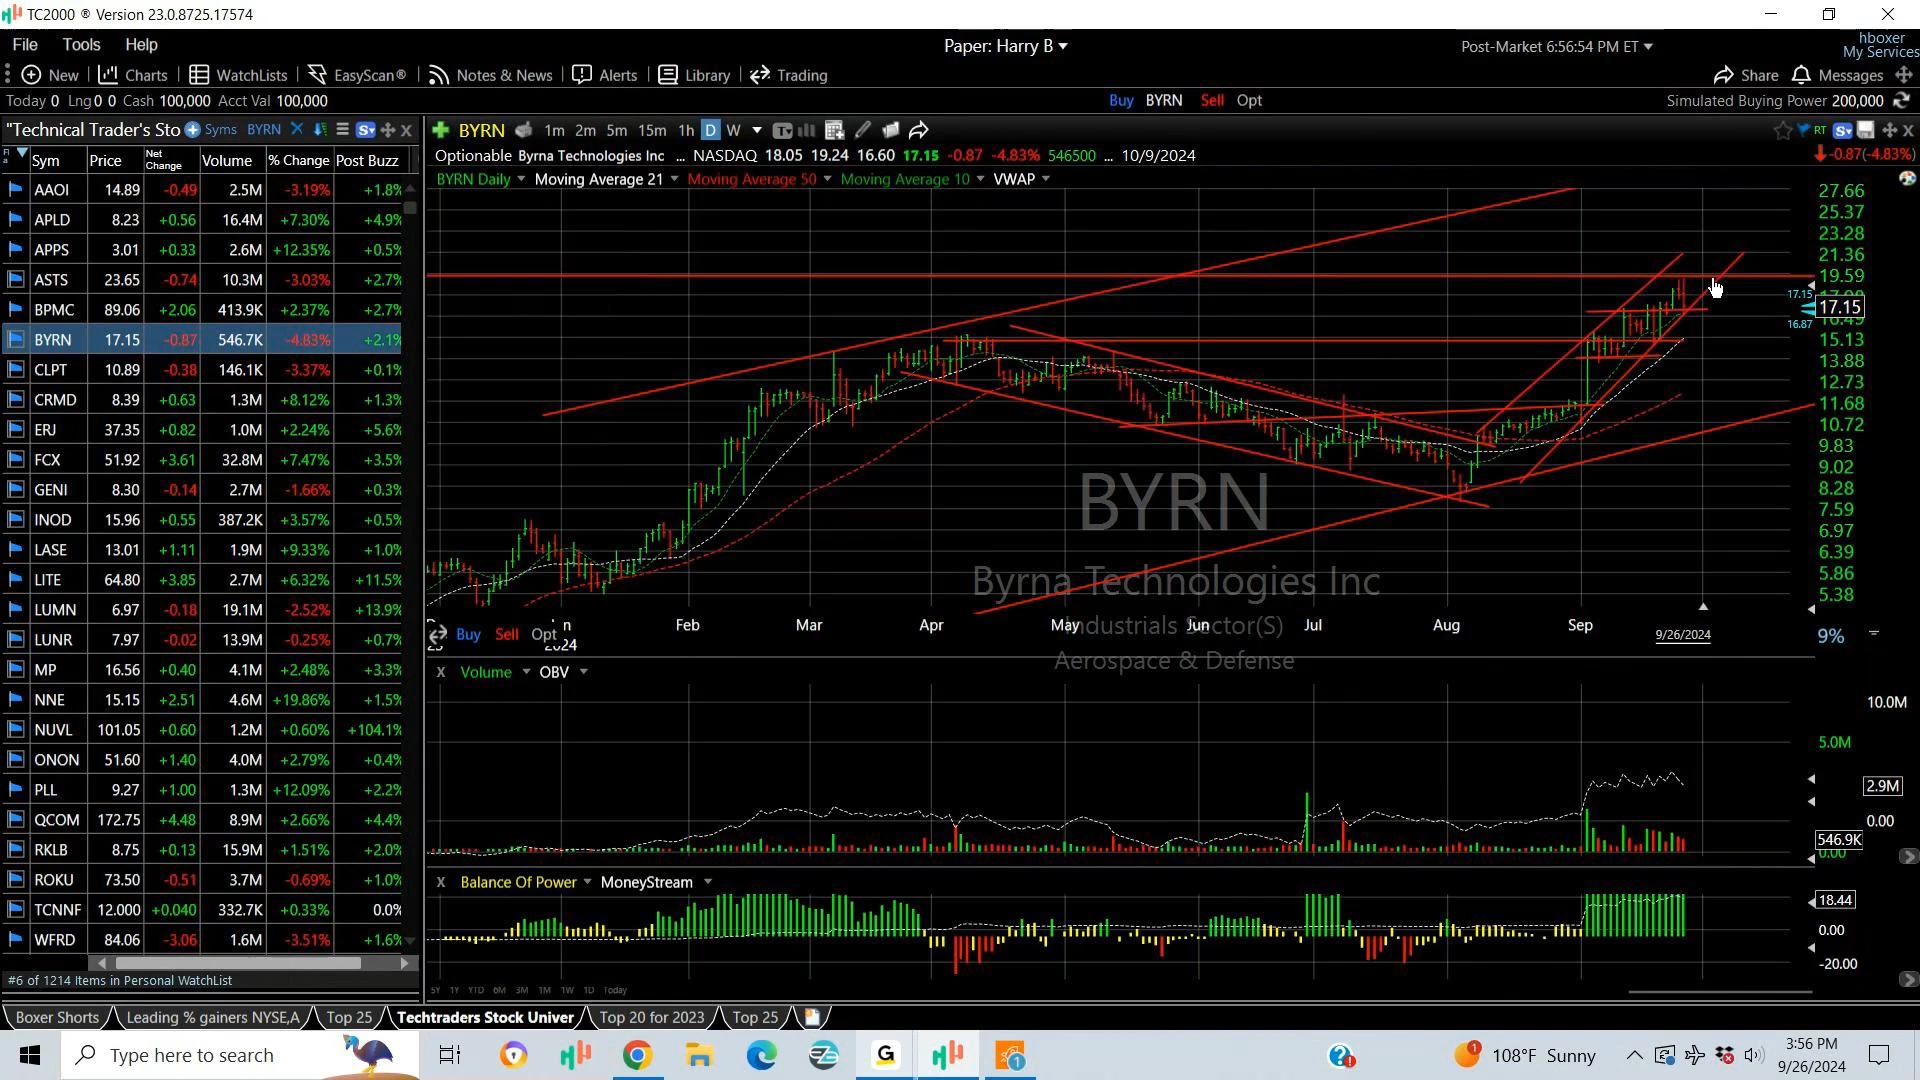 TC2000 ® Version 23.0.8725.17574
File Tools Help
Paper: Harry B
Post-Market 6:56:54 PM ET
hboxer
My Services
New Charts WatchLists EasyScan® Notes & News Alerts Library Trading
Share Messages
Today 0 Lng 0 0 Cash 100,000 Acct Val 100,000
Buy BYRN Sell Opt
Simulated Buying Power 200,000
"Technical Trader's Sto Syms BYRN
BYRN 1m 2m 5m 15m 1h D W
RT
Sym Price Net Change Volume % Change Post Buzz
Optionable Byrna Technologies Inc ... NASDAQ 18.05 19.24 16.60 17.15 -0.87 -4.83% 546500 ... 10/9/2024
-0.87(-4.83%)
BYRN Daily Moving Average 21 Moving Average 50 Moving Average 10 VWAP
AAOI 14.89 -0.49 2.5M -3.19% +1.8%
APLD 8.23 +0.56 16.4M +7.30% +4.9%
APPS 3.01 +0.33 2.6M +12.35% +0.5%
ASTS 23.65 -0.74 10.3M -3.03% +2.7%
BPMC 89.06 +2.06 413.9K +2.37% +2.7%
BYRN 17.15 -0.87 546.7K -4.83% +2.1%
CLPT 10.89 -0.38 146.1K -3.37% +0.1%
CRMD 8.39 +0.63 1.3M +8.12% +1.3%
ERJ 37.35 +0.82 1.0M +2.24% +5.6%
FCX 51.92 +3.61 32.8M +7.47% +3.5%
GENI 8.30 -0.14 2.7M -1.66% +0.3%
INOD 15.96 +0.55 387.2K +3.57% +0.5%
LASE 13.01 +1.11 1.9M +9.33% +1.0%
LITE 64.80 +3.85 2.7M +6.32% +11.5%
LUMN 6.97 -0.18 19.1M -2.52% +13.9%
LUNR 7.97 -0.02 13.9M -0.25% +0.7%
MP 16.56 +0.40 4.1M +2.48% +3.3%
NNE 15.15 +2.51 4.6M +19.86% +1.5%
NUVL 101.05 +0.60 1.2M +0.60% +104.1%
ONON 51.60 +1.40 4.0M +2.79% +0.4%
PLL 9.27 +1.00 1.3M +12.09% +2.2%
QCOM 172.75 +4.48 8.9M +2.66% +4.4%
RKLB 8.75 +0.13 15.9M +1.51% +2.0%
ROKU 73.50 -0.51 3.7M -0.69% +1.0%
TCNNF 12.000 +0.040 332.7K +0.33% 0.0%
WFRD 84.06 -3.06 1.6M -3.51% +1.6%
#6 of 1214 Items in Personal WatchList
27.66
25.37
23.28
21.36
19.59
17.15
17.15
16.87
16.49
15.13
13.88
12.73
11.68
10.72
9.83
9.02
8.28
7.59
6.97
6.39
5.86
5.38
BYRN
Byrna Technologies Inc
Industrials Sector(S)
Aerospace & Defense
Feb Mar Apr May Jun Jul Aug Sep
2024
9/26/2024
9%
Buy Sell Opt
X Volume OBV
10.0M
5.0M
2.9M
0.00
546.9K
0.00
X Balance Of Power MoneyStream
18.44
0.00
-20.00
5Y 1Y YTD 6M 3M 1M 1W 1D Today
Boxer Shorts Leading % gainers NYSE,A Top 25 Techtraders Stock Univer Top 20 for 2023 Top 25
Type here to search
108°F Sunny
3:56 PM
9/26/2024